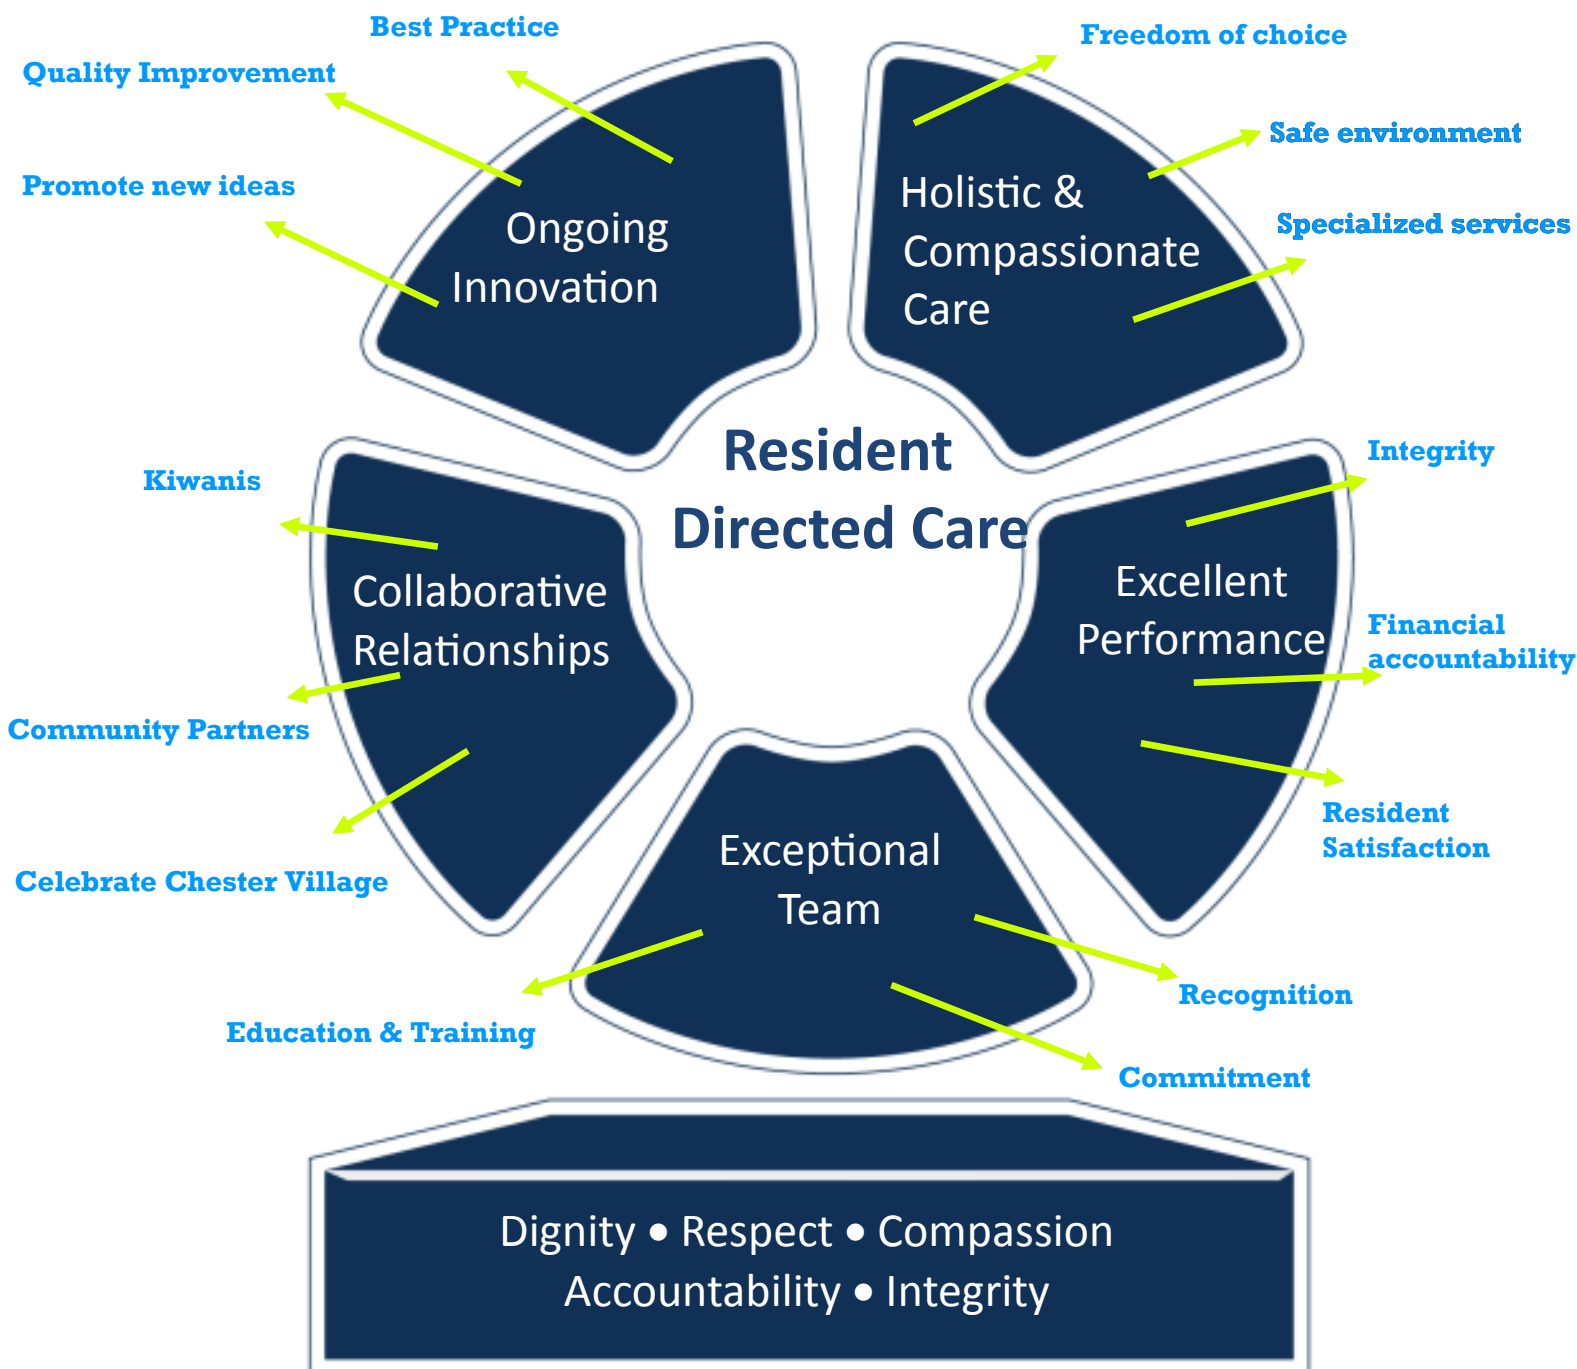 Best Practice
Quality Improvement
Promote new ideas
Ongoing
Innovation
Freedom of choice
Safe environment
Specialized services
Holistic &
Compassionate
Care
Resident
Directed Care
Kiwanis
Collaborative
Relationships
Community Partners
Celebrate Chester Village
Integrity
Excellent
Performance
Financial
accountability
Resident
Satisfaction
Exceptional
Team
Education & Training
Recognition
Commitment
Dignity • Respect • Compassion
Accountability • Integrity